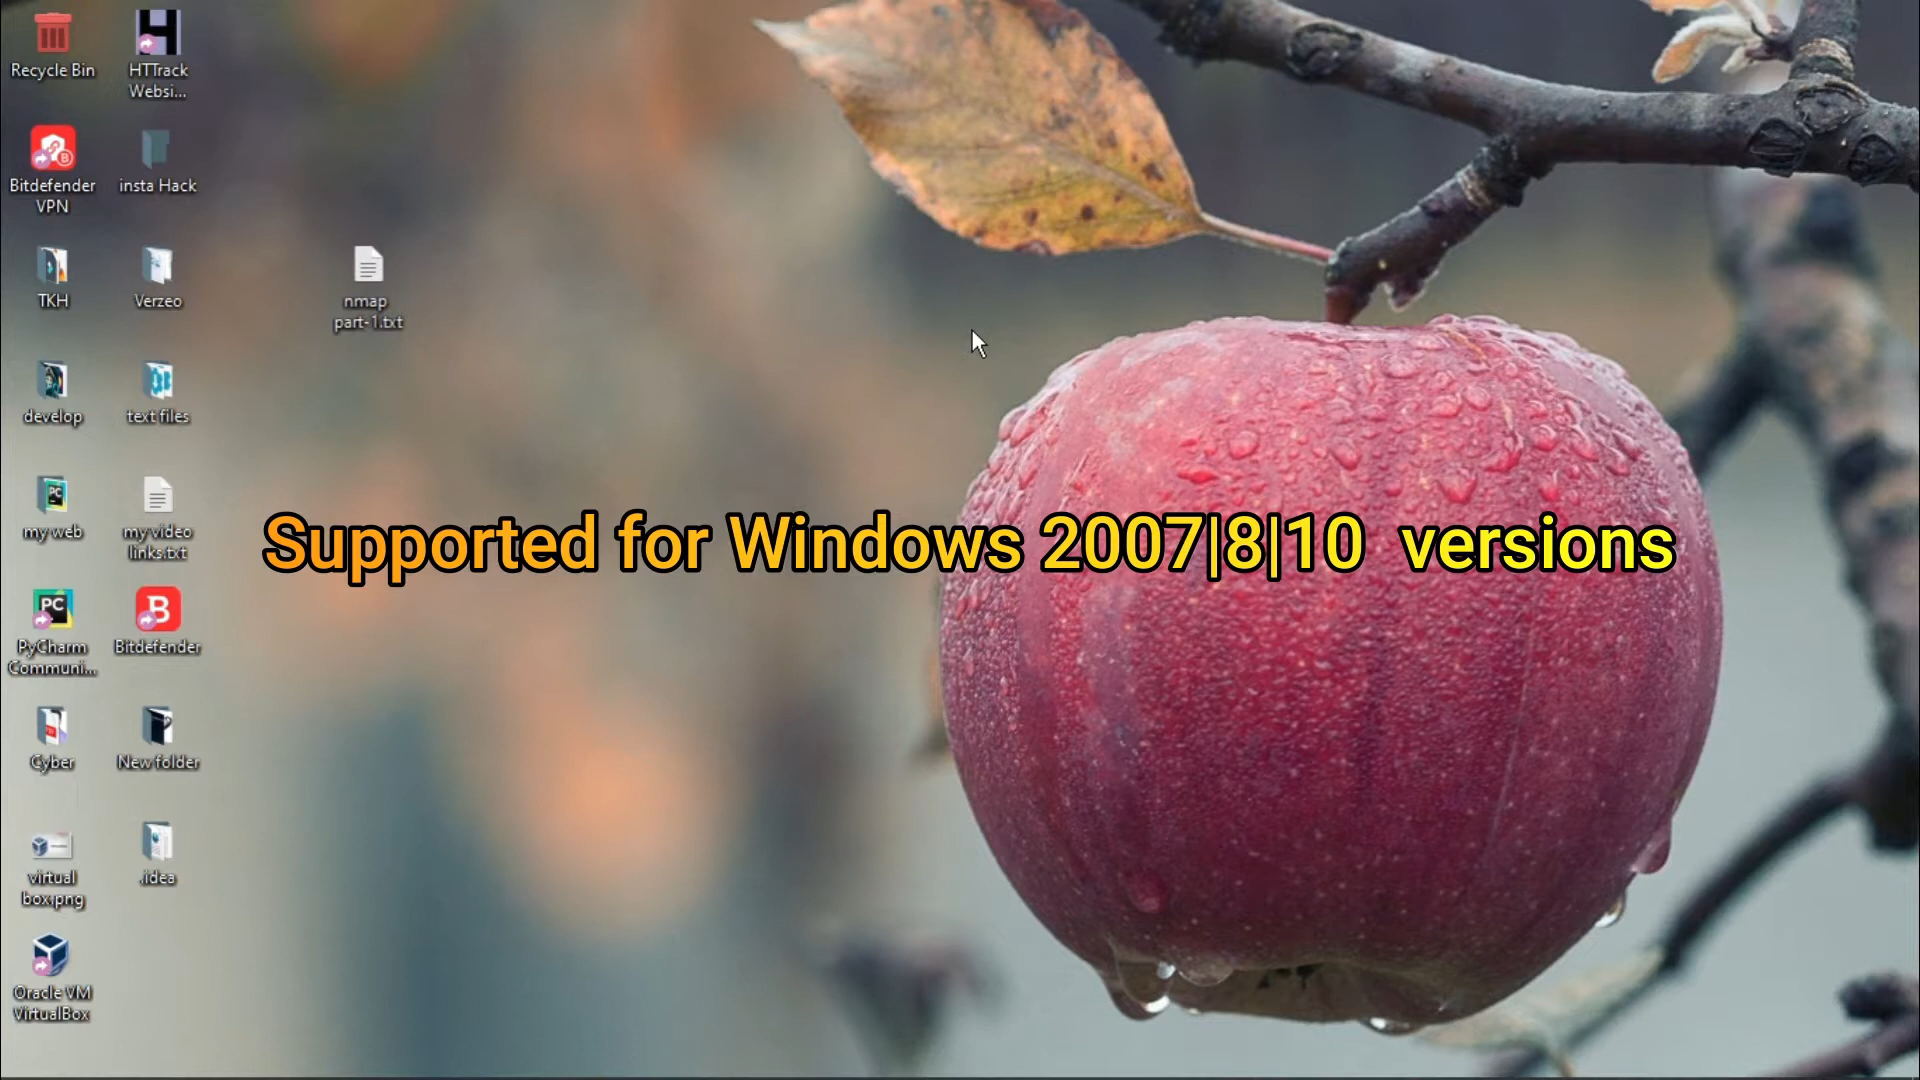 Recycle Bin
HTTrack
Websi...
Bitdefender
VPN
insta Hack
TKH
Verzeo
nmap
part-1.txt
develop
text files
my web
my video
links.txt
Supported for Windows 2007|8|10 versions
PyCharm
Communi...
Bitdefender
Cyber
New folder
virtual
box.png
.idea
Oracle VM
VirtualBox